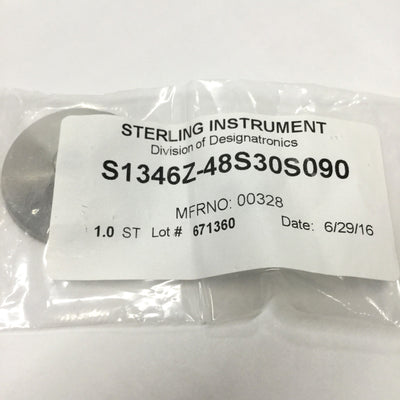 STERLING INSTRUMENT
Division of Designatronics
S1346Z-48S30S090
MFRNO: 00328
1.0 ST Lot # 671360 Date: 6/29/16